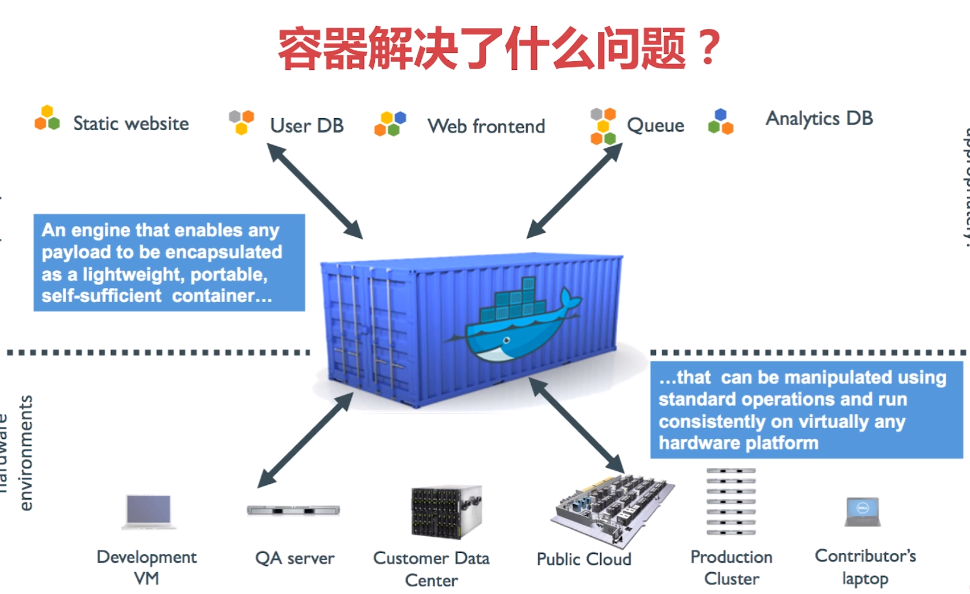 容器解决了什么问题？
Static website
User DB
Web frontend
Queue
Analytics DB
appropriately?
An engine that enables any
payload to be encapsulated
as a lightweight, portable,
self-sufficient container…
…that can be manipulated using
standard operations and run
consistently on virtually any
hardware platform
hardware
environments
Development
VM
QA server
Customer Data
Center
Public Cloud
Production
Cluster
Contributor's
laptop